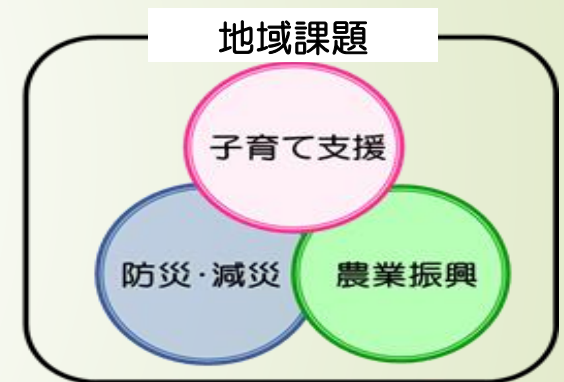 地域課題
子育て支援
防災・減災
農業振興